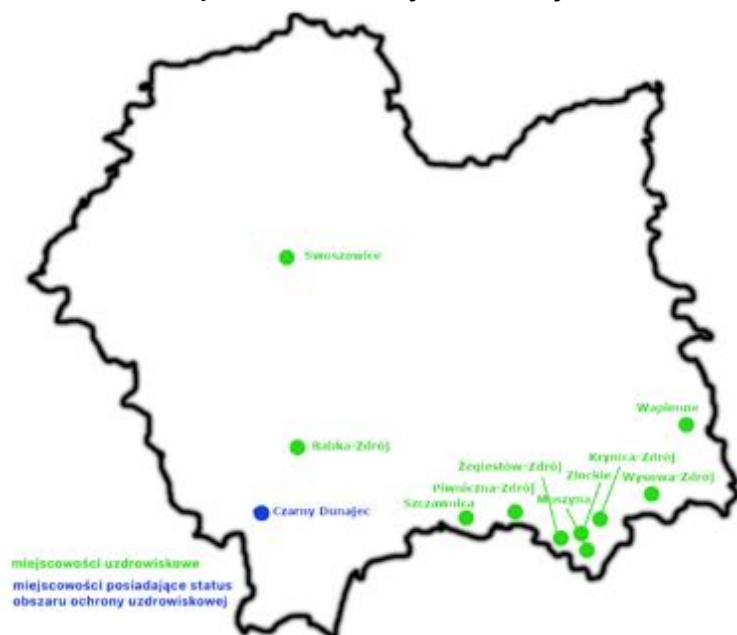 Swoszowice
Wapienne
Rabka-Zdrój
Krynica-Zdrój
Żegiestów-Zdrój
Złockie
Wysowa-Zdrój
Piwniczna-Zdrój
Muszyna
Szczawnica
Czarny Dunajec
miejscowości uzdrowiskowe
miejscowości posiadające status
obszaru ochrony uzdrowiskowej